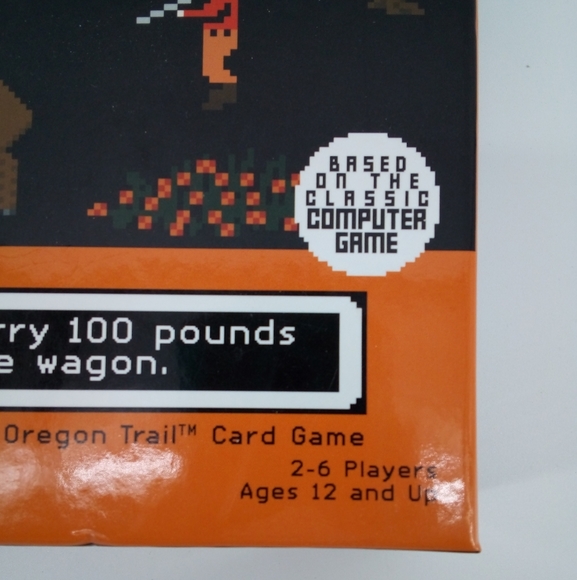 BASED
ON THE
CLASSIC
COMPUTER
GAME
rry 100 pounds
e wagon.
Oregon Trail™ Card Game
2-6 Players
Ages 12 and Up